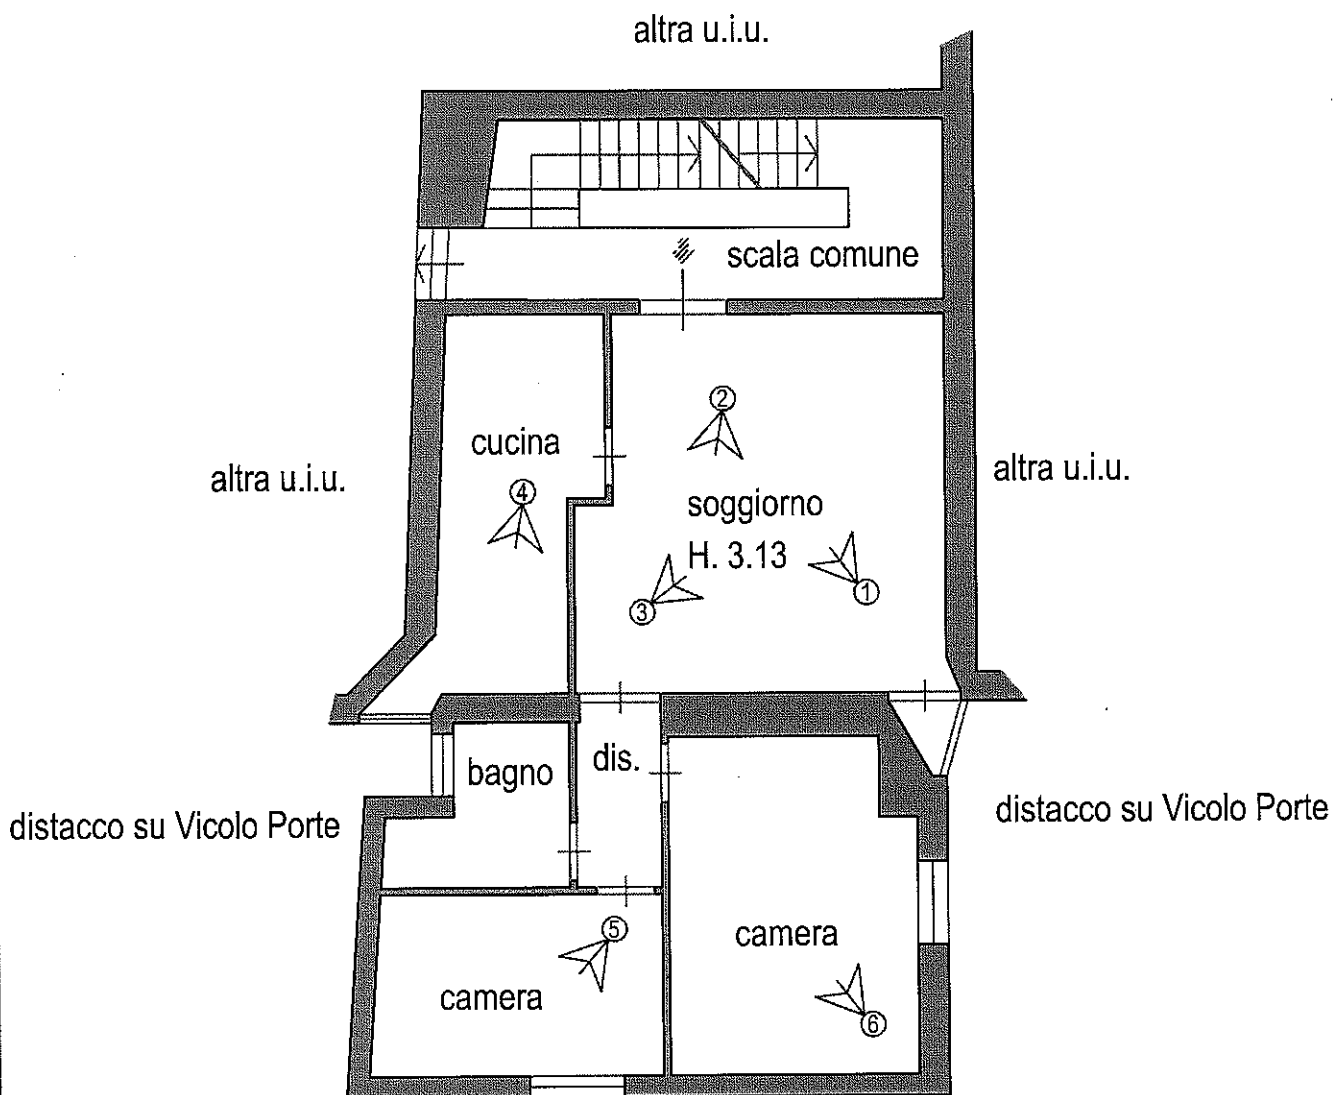 altra u.i.u.
scala comune
2
cucina
altra u.i.u.
altra u.i.u.
4
soggiorno
H. 3.13
1
3
bagno
dis.
distacco su Vicolo Porte
distacco su Vicolo Porte
5
camera
camera
6